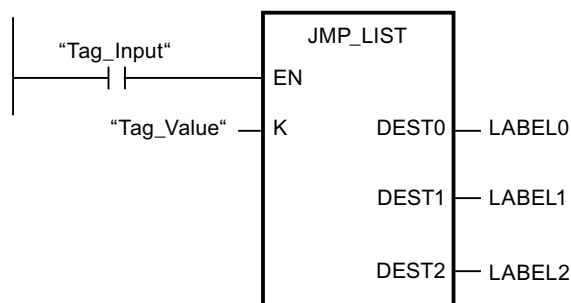 JMP_LIST
“Tag_Input“
EN
“Tag_Value“ K DEST0 LABEL0
DEST1 LABEL1
DEST2 LABEL2